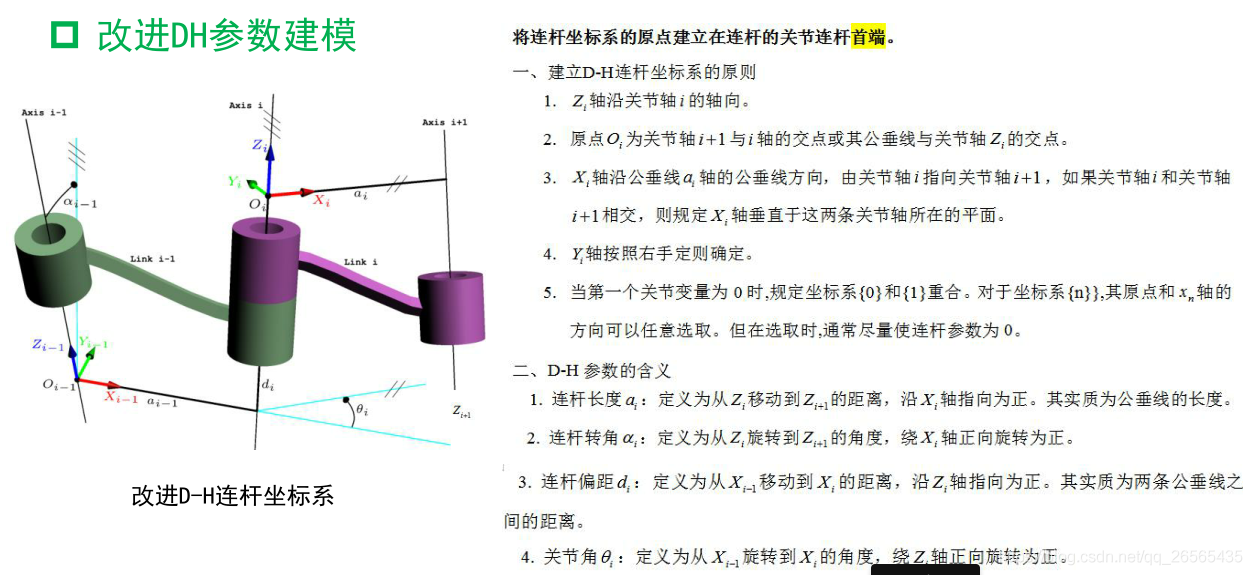 改进DH参数建模
Axis i-1
Axis i
Axis i+1
Z_i
Y_i
O_i
X_i
a_i
α_{i-1}
Link i-1
Link i
Z_{i-1}
Y_{i-1}
O_{i-1}
X_{i-1}
a_{i-1}
d_i
θ_i
Z_{i+1}
改进D-H连杆坐标系
将连杆坐标系的原点建立在连杆的关节连杆首端。
一、建立D-H连杆坐标系的原则
1. Z_i轴沿关节轴i的轴向。
2. 原点O_i为关节轴i+1与i轴的交点或其公垂线与关节轴Z_i的交点。
3. X_i轴沿公垂线a_i轴的公垂线方向，由关节轴i指向关节轴i+1，如果关节轴i和关节轴
i+1相交，则规定X_i轴垂直于这两条关节轴所在的平面。
4. Y_i轴按照右手定则确定。
5. 当第一个关节变量为 0 时,规定坐标系{0}和{1}重合。对于坐标系{n}},其原点和x_n轴的
方向可以任意选取。但在选取时,通常尽量使连杆参数为 0。
二、D-H 参数的含义
1. 连杆长度a_i：定义为从Z_i移动到Z_{i+1}的距离，沿X_i轴指向为正。其实质为公垂线的长度。
2. 连杆转角α_i：定义为从Z_i旋转到Z_{i+1}的角度，绕X_i轴正向旋转为正。
3. 连杆偏距d_i：定义为从X_{i-1}移动到X_i的距离，沿Z_i轴指向为正。其实质为两条公垂线之
间的距离。
4. 关节角θ_i：定义为从X_{i-1}旋转到X_i的角度，绕Z_i轴正向旋转为正。
blog.csdn.net/qq_26565435